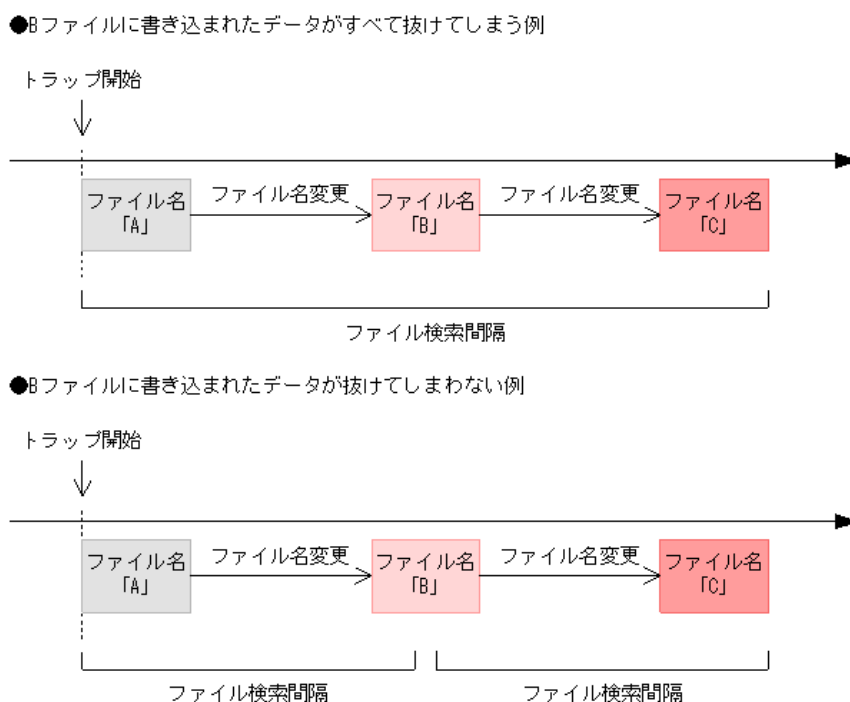 ●Bファイルに書き込まれたデータがすべて抜けてしまう例
トラップ開始
ファイル名
「A」
ファイル名変更
ファイル名
「B」
ファイル名変更
ファイル名
「C」
ファイル検索間隔
●Bファイルに書き込まれたデータが抜けてしまわない例
トラップ開始
ファイル名
「A」
ファイル名変更
ファイル名
「B」
ファイル名変更
ファイル名
「C」
ファイル検索間隔
ファイル検索間隔